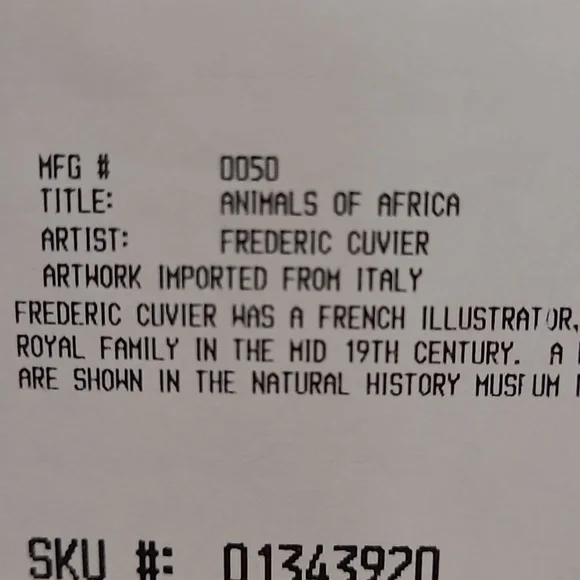 MFG # 0050
TITLE: ANIMALS OF AFRICA
ARTIST: FREDERIC CUVIER
ARTWORK IMPORTED FROM ITALY
FREDERIC CUVIER WAS A FRENCH ILLUSTRATOR,
ROYAL FAMILY IN THE MID 19TH CENTURY. A
ARE SHOWN IN THE NATURAL HISTORY MUSEUM
SKU #: 01343920